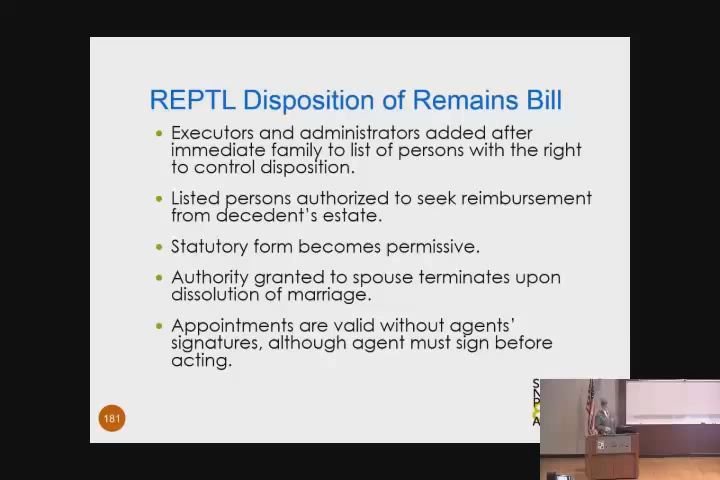 REPTL Disposition of Remains Bill
• Executors and administrators added after
immediate family to list of persons with the right
to control disposition.
• Listed persons authorized to seek reimbursement
from decedent's estate.
• Statutory form becomes permissive.
• Authority granted to spouse terminates upon
dissolution of marriage.
• Appointments are valid without agents'
signatures, although agent must sign before
acting.
181
S
N
P
A